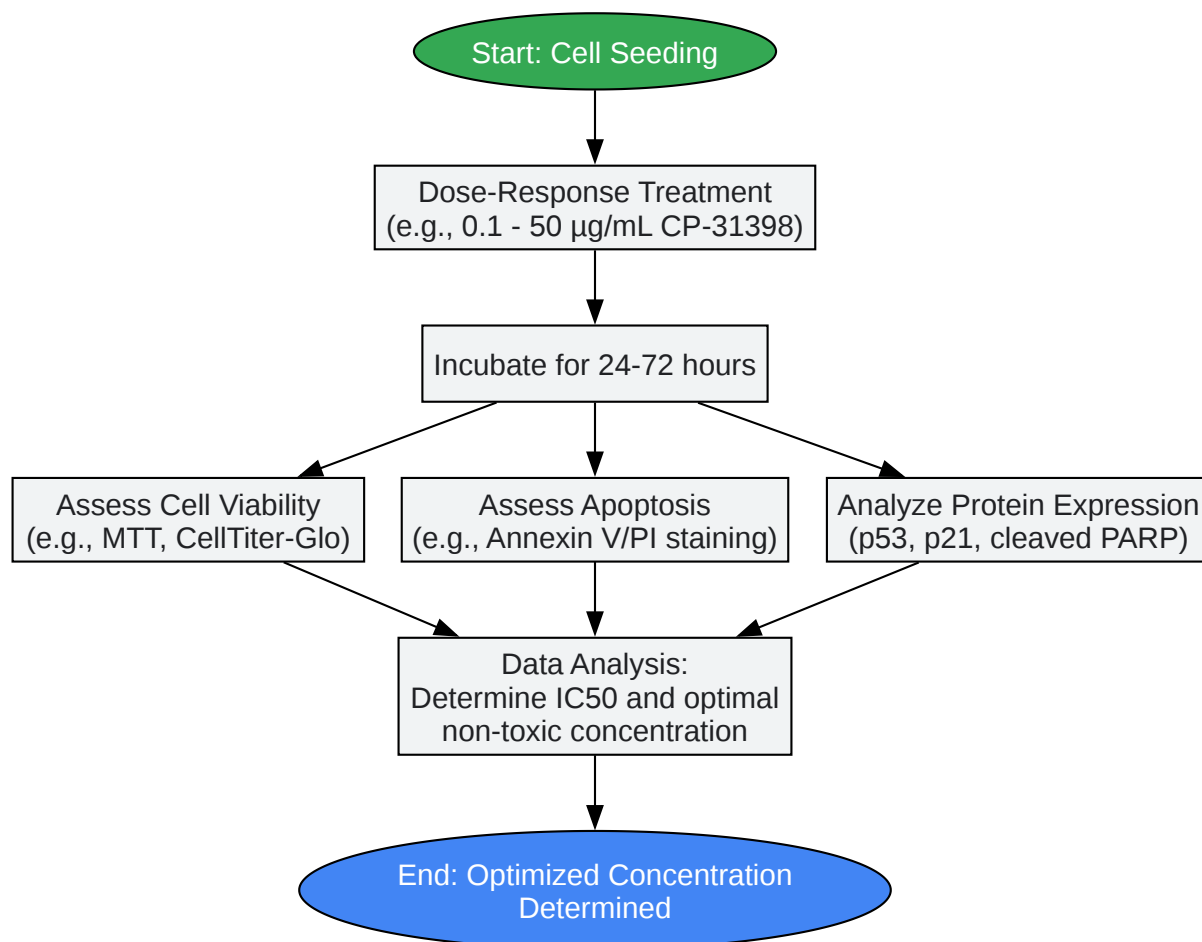 Start: Cell Seeding
Dose-Response Treatment
(e.g., 0.1 - 50 µg/mL CP-31398)
Incubate for 24-72 hours
Assess Cell Viability
(e.g., MTT, CellTiter-Glo)
Assess Apoptosis
(e.g., Annexin V/PI staining)
Analyze Protein Expression
(p53, p21, cleaved PARP)
Data Analysis:
Determine IC50 and optimal
non-toxic concentration
End: Optimized Concentration
Determined